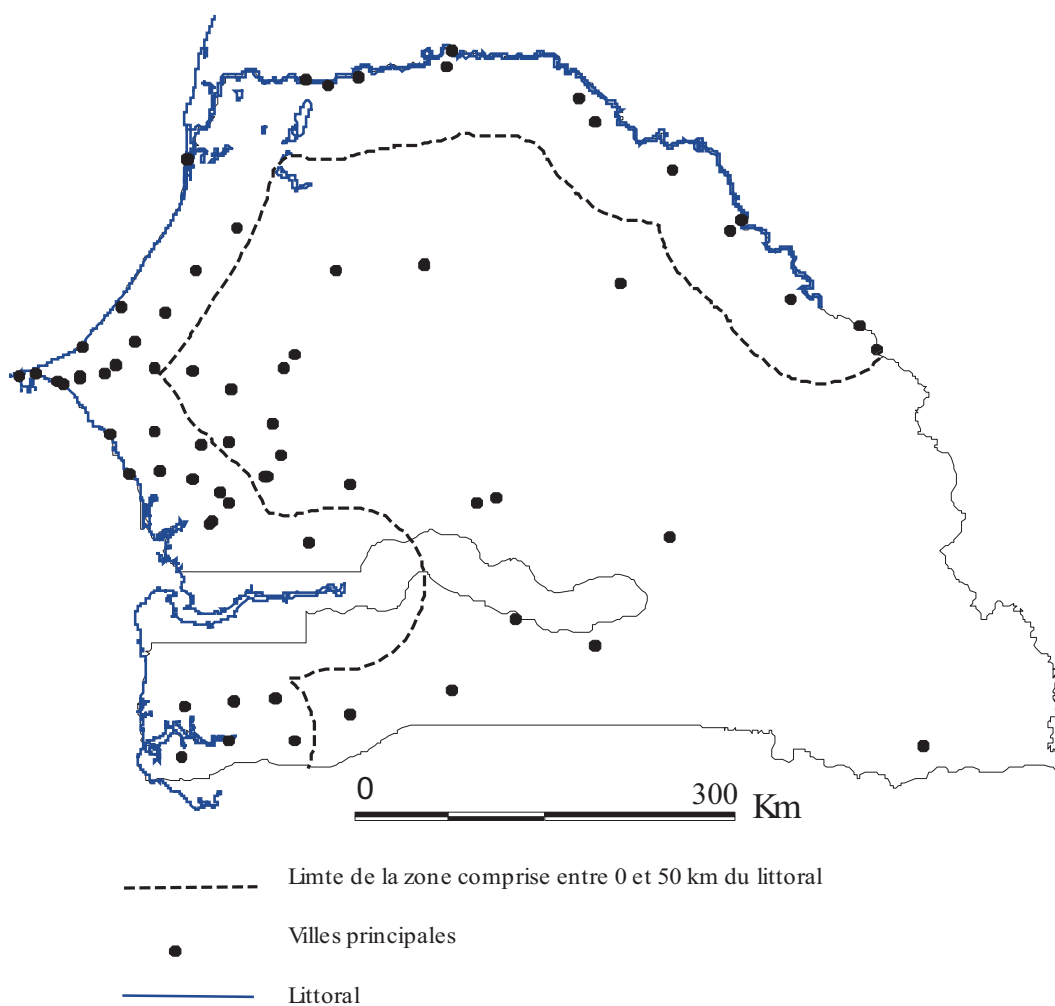 0 300 Km
Limte de la zone comprise entre 0 et 50 km du littoral
Villes principales
Littoral